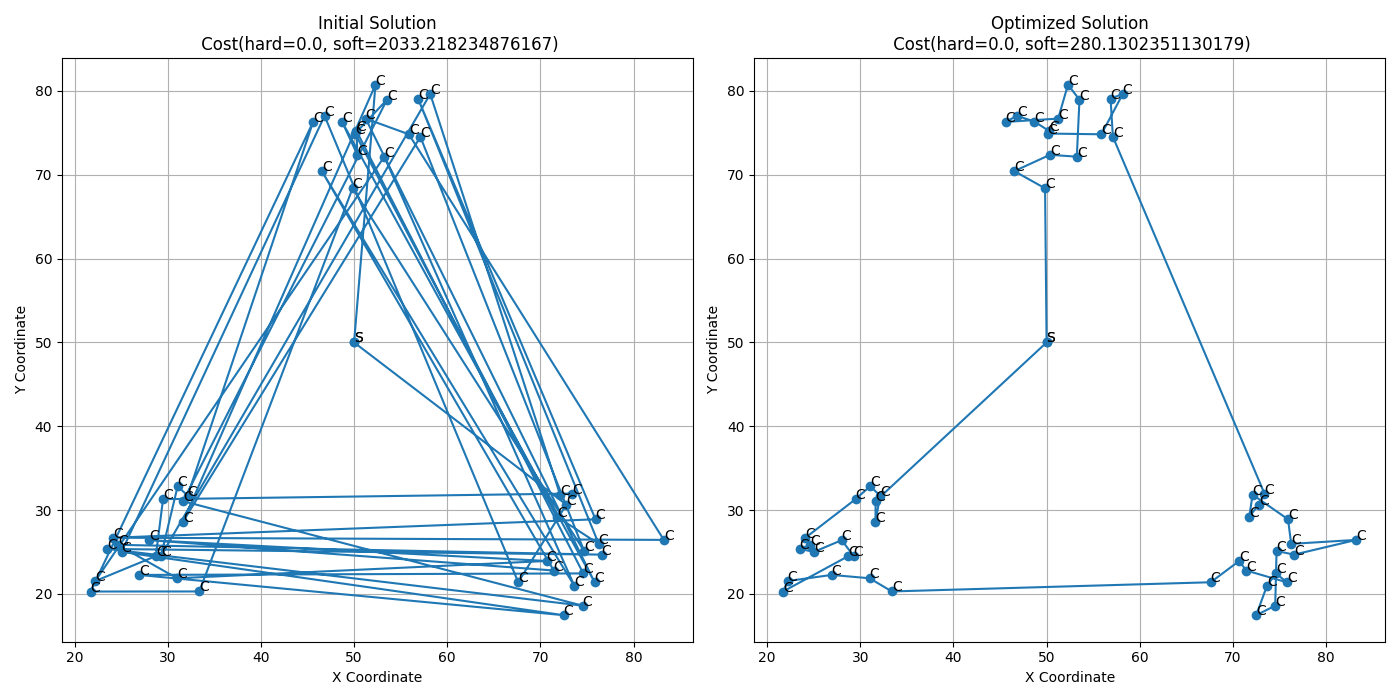 Initial Solution
Cost(hard=0.0, soft=2033.218234876167)
80
70
60
50
40
30
20
Y Coordinate
20 30 40 50 60 70 80
X Coordinate
C C C C C C C C C C C C C C C
S
C C C C C C C C C C C C C C C C C C C C C C C C C C C C C
Optimized Solution
Cost(hard=0.0, soft=280.1302351130179)
80
70
60
50
40
30
20
Y Coordinate
20 30 40 50 60 70 80
X Coordinate
C C C C C C C C C C C C C C C
S
C C C C C C C C C C C C C C C C C C C C C C C C C C C C C